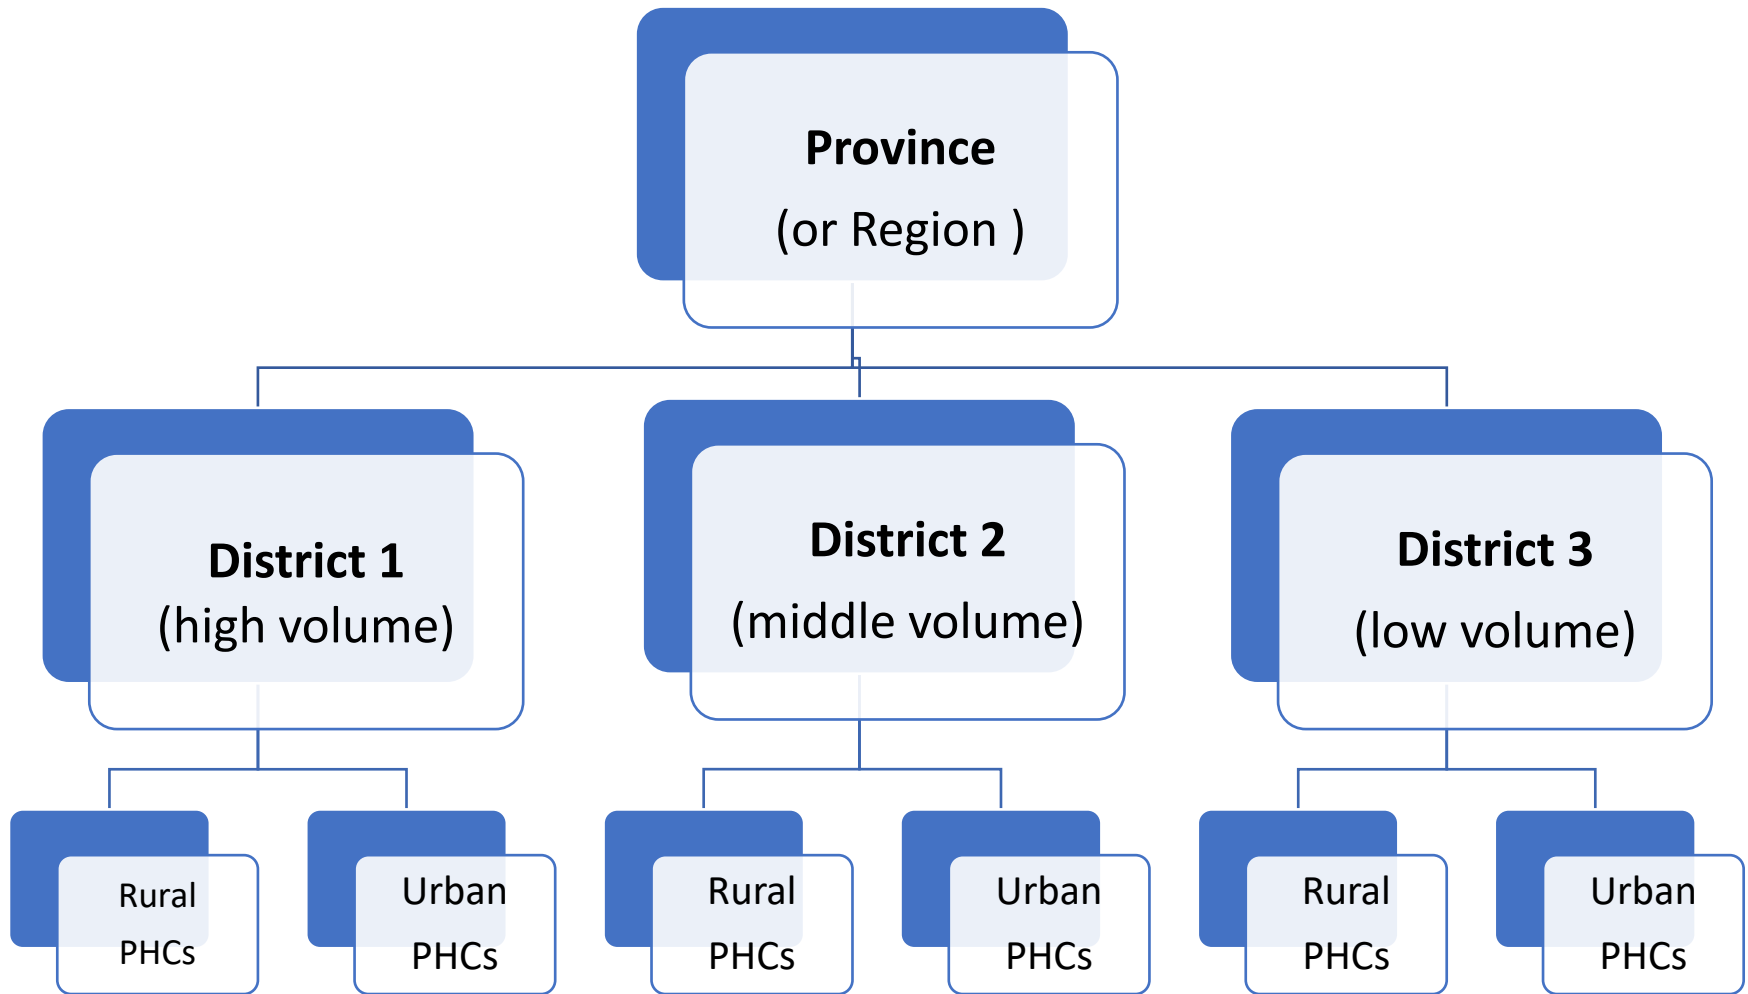 Province
(or Region )
District 1
(high volume)
District 2
(middle volume)
District 3
(low volume)
Rural
PHCs
Urban
PHCs
Rural
PHCs
Urban
PHCs
Rural
PHCs
Urban
PHCs